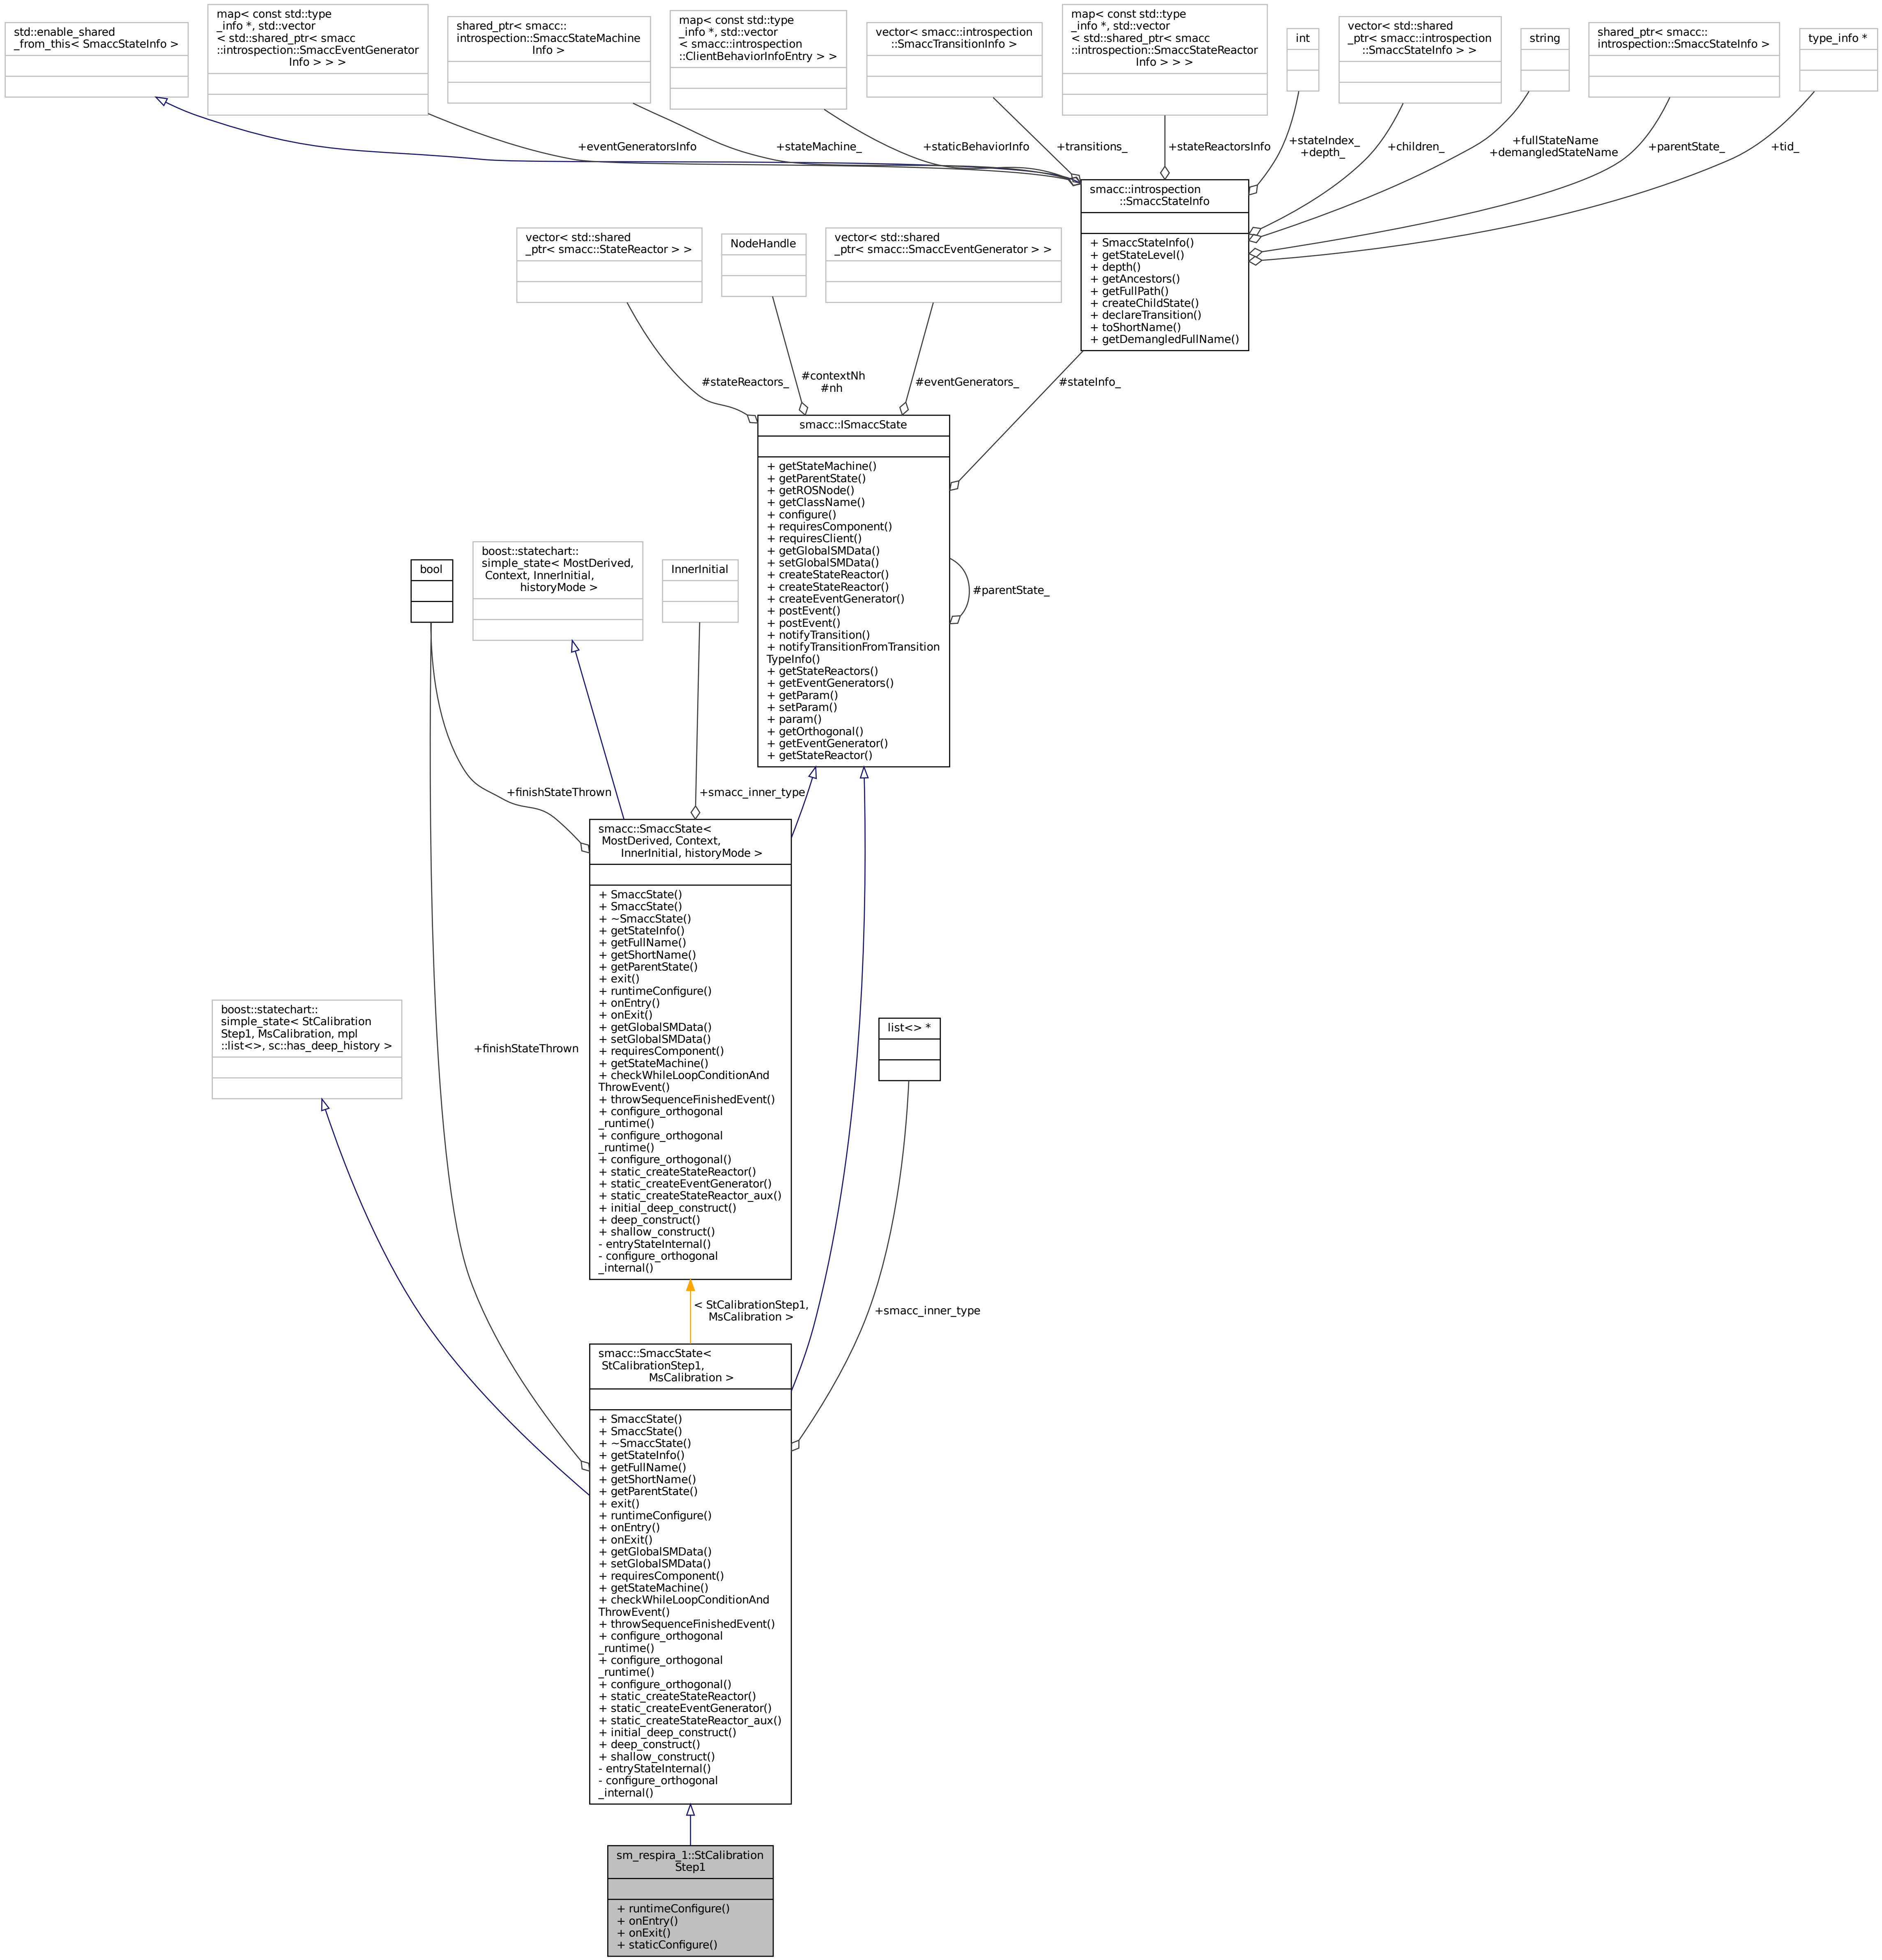 std::enable_shared
_from_this< SmaccStateInfo >
map< const std::type
_info *, std::vector
< std::shared_ptr< smacc
::introspection::SmaccEventGenerator
Info > > >
shared_ptr< smacc::
introspection::SmaccStateMachine
Info >
map< const std::type
_info *, std::vector
< smacc::introspection
::ClientBehaviorInfoEntry > >
vector< smacc::introspection
::SmaccTransitionInfo >
map< const std::type
_info *, std::vector
< std::shared_ptr< smacc
::introspection::SmaccStateReactor
Info > > >
int
vector< std::shared
_ptr< smacc::introspection
::SmaccStateInfo > >
string
shared_ptr< smacc::
introspection::SmaccStateInfo >
type_info *
+eventGeneratorsInfo
+stateMachine_
+staticBehaviorInfo
+transitions_
+stateReactorsInfo
+stateIndex_
+depth_
+children_
+fullStateName
+demangledStateName
+parentState_
+tid_
smacc::introspection
::SmaccStateInfo
+ SmaccStateInfo()
+ getStateLevel()
+ depth()
+ getAncestors()
+ getFullPath()
+ createChildState()
+ declareTransition()
+ toShortName()
+ getDemangledFullName()
vector< std::shared
_ptr< smacc::StateReactor > >
NodeHandle
vector< std::shared
_ptr< smacc::SmaccEventGenerator > >
#stateReactors_
#contextNh
#nh
#eventGenerators_
#stateInfo_
smacc::ISmaccState
+ getStateMachine()
+ getParentState()
+ getROSNode()
+ getClassName()
+ configure()
+ requiresComponent()
+ requiresClient()
+ getGlobalSMData()
+ setGlobalSMData()
+ createStateReactor()
+ createStateReactor()
+ createEventGenerator()
+ postEvent()
+ postEvent()
+ notifyTransition()
+ notifyTransitionFromTransition
TypeInfo()
+ getStateReactors()
+ getEventGenerators()
+ getParam()
+ setParam()
+ param()
+ getOrthogonal()
+ getEventGenerator()
+ getStateReactor()
#parentState_
bool
boost::statechart::
simple_state< MostDerived,
Context, InnerInitial,
historyMode >
InnerInitial
+finishStateThrown
+smacc_inner_type
smacc::SmaccState<
MostDerived, Context,
InnerInitial, historyMode >
+ SmaccState()
+ SmaccState()
+ ~SmaccState()
+ getStateInfo()
+ getFullName()
+ getShortName()
+ getParentState()
+ exit()
+ runtimeConfigure()
+ onEntry()
+ onExit()
+ getGlobalSMData()
+ setGlobalSMData()
+ requiresComponent()
+ getStateMachine()
+ checkWhileLoopConditionAnd
ThrowEvent()
+ throwSequenceFinishedEvent()
+ configure_orthogonal
_runtime()
+ configure_orthogonal
_runtime()
+ configure_orthogonal()
+ static_createStateReactor()
+ static_createEventGenerator()
+ static_createStateReactor_aux()
+ initial_deep_construct()
+ deep_construct()
+ shallow_construct()
- entryStateInternal()
- configure_orthogonal
_internal()
boost::statechart::
simple_state< StCalibration
Step1, MsCalibration, mpl
::list<>, sc::has_deep_history >
+finishStateThrown
list<> *
< StCalibrationStep1,
MsCalibration >
+smacc_inner_type
smacc::SmaccState<
StCalibrationStep1,
MsCalibration >
+ SmaccState()
+ SmaccState()
+ ~SmaccState()
+ getStateInfo()
+ getFullName()
+ getShortName()
+ getParentState()
+ exit()
+ runtimeConfigure()
+ onEntry()
+ onExit()
+ getGlobalSMData()
+ setGlobalSMData()
+ requiresComponent()
+ getStateMachine()
+ checkWhileLoopConditionAnd
ThrowEvent()
+ throwSequenceFinishedEvent()
+ configure_orthogonal
_runtime()
+ configure_orthogonal
_runtime()
+ configure_orthogonal()
+ static_createStateReactor()
+ static_createEventGenerator()
+ static_createStateReactor_aux()
+ initial_deep_construct()
+ deep_construct()
+ shallow_construct()
- entryStateInternal()
- configure_orthogonal
_internal()
sm_respira_1::StCalibration
Step1
+ runtimeConfigure()
+ onEntry()
+ onExit()
+ staticConfigure()